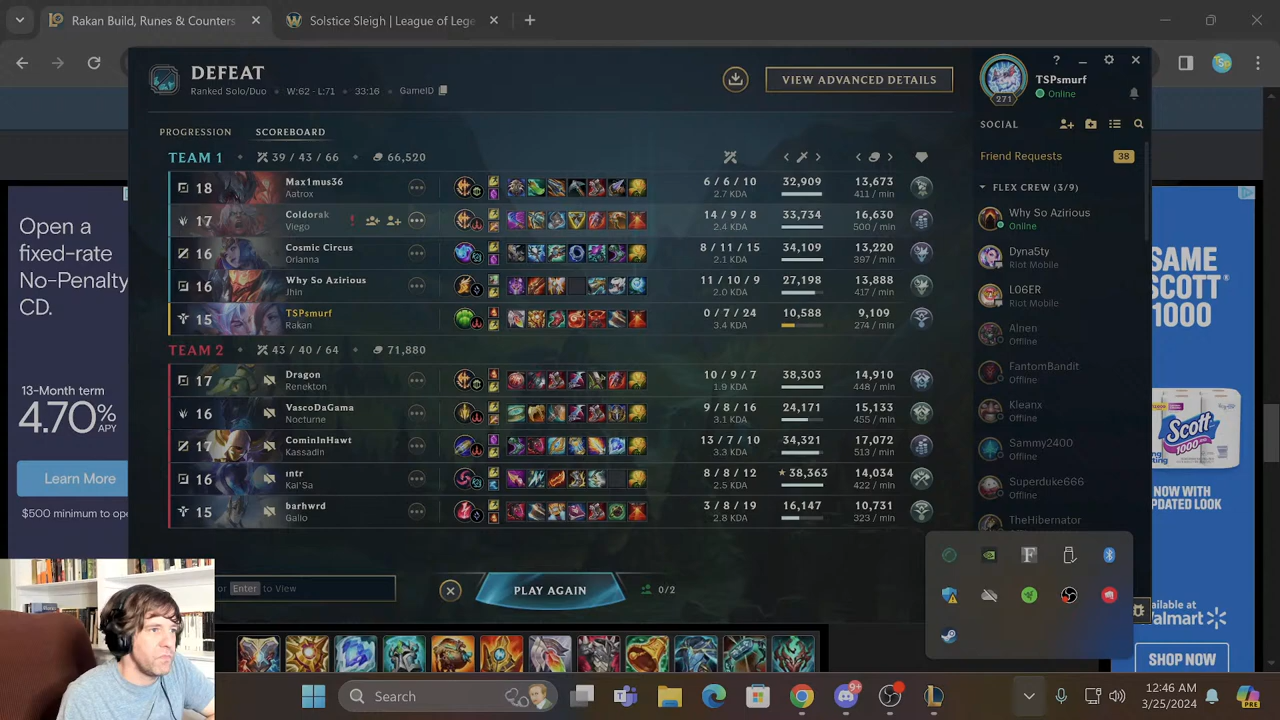 Rakan Build, Runes & Counters
Solstice Sleigh | League of Lege
DEFEAT
Ranked Solo/Duo • W:62 - L:71 • 33:16 • GameID
VIEW ADVANCED DETAILS
TSPsmurf
Online
271
PROGRESSION
SCOREBOARD
SOCIAL
Friend Requests 38
FLEX CREW (3/9)
TEAM 1 • 39 / 43 / 66 • 66,520
18 Max1mus36 6 / 6 / 10 32,909 13,673
Aatrox 2.7 KDA 411 / min
17 Coldorak 14 / 9 / 8 33,734 16,630
Viego 2.4 KDA 500 / min
16 Cosmic Circus 8 / 11 / 15 34,109 13,220
Orianna 2.1 KDA 397 / min
16 Why So Azirious 11 / 10 / 9 27,198 13,888
Jhin 2.0 KDA 417 / min
15 TSPsmurf 0 / 7 / 24 10,588 9,109
Rakan 3.4 KDA 274 / min
TEAM 2 • 43 / 40 / 64 • 71,880
17 Dragon 10 / 9 / 7 38,303 14,910
Renekton 1.9 KDA 448 / min
16 VascoDaGama 9 / 8 / 16 24,171 15,133
Nocturne 3.1 KDA 455 / min
17 CominInHawt 13 / 7 / 10 34,321 17,072
Kassadin 3.3 KDA 513 / min
16 ıntr 8 / 8 / 12 38,363 14,034
Kai'Sa 2.5 KDA 422 / min
15 barhwrd 3 / 8 / 19 16,147 10,731
Galio 2.8 KDA 323 / min
Why So Azirious
Online
Dyna5ty
Riot Mobile
L06ER
Riot Mobile
Alnen
Offline
FantomBandit
Offline
Kleanx
Offline
Sammy2400
Offline
Superduke666
Offline
TheHibernator
Open a
fixed-rate
No-Penalty
CD.
13-Month term
4.70%
APY
Learn More
$500 minimum to ope
SAME
SCOTT
1000
Scott
1000
NOW WITH
UPDATED LOOK
Available at
Walmart
SHOP NOW
or Enter to View
PLAY AGAIN
0/2
Search
9+
12:46 AM
3/25/2024
PRE